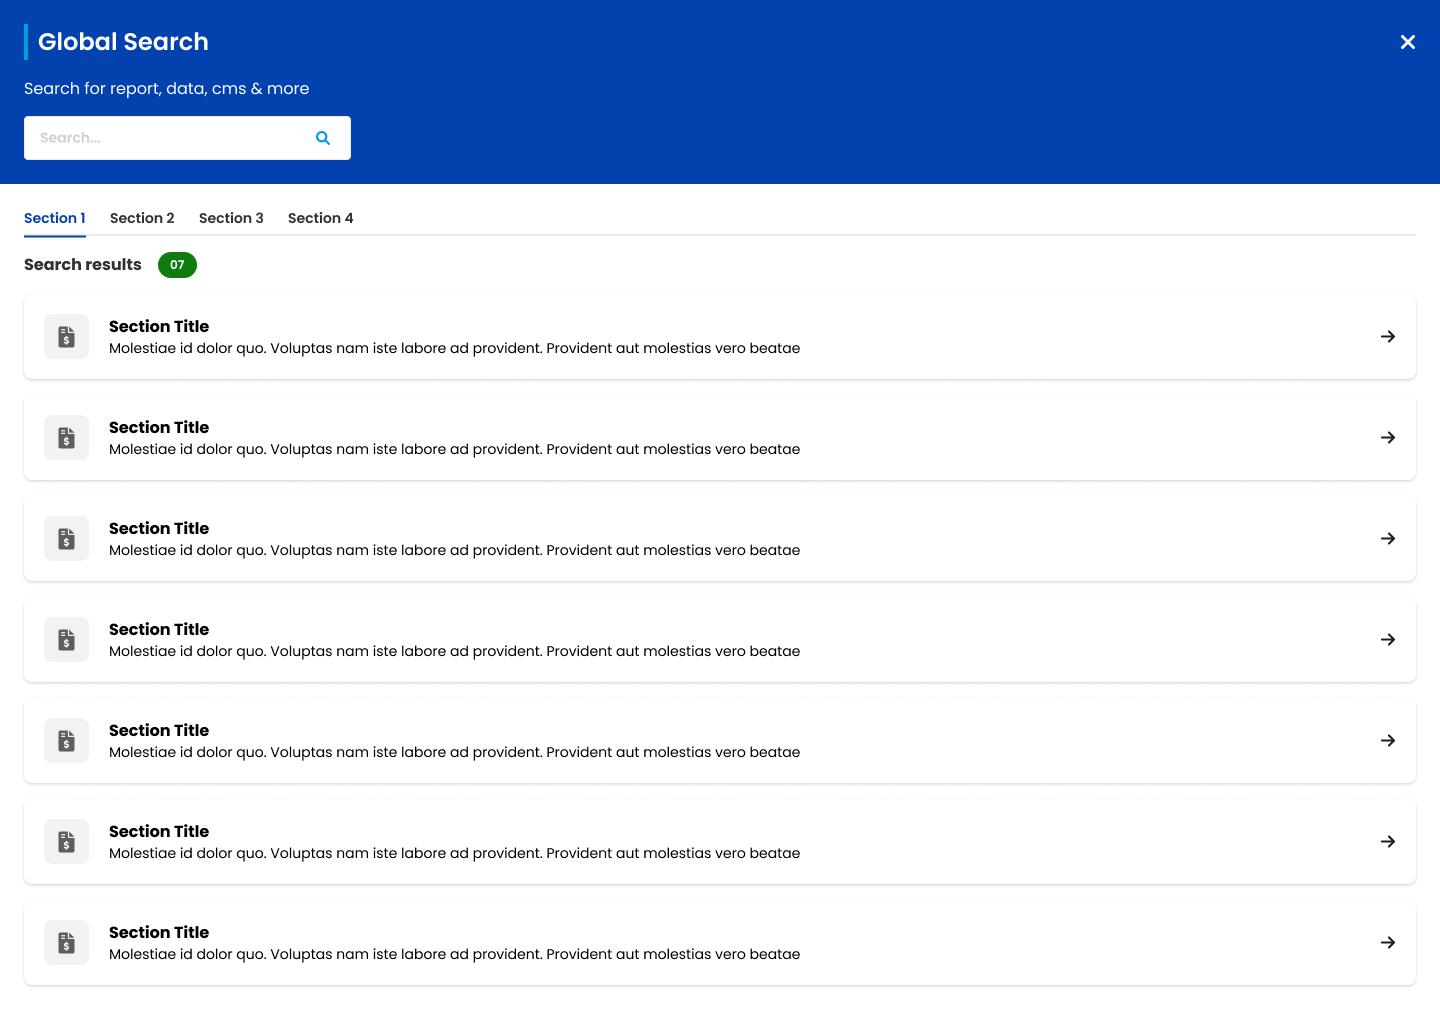 Global Search
Search for report, data, cms & more
Search...
Section 1 Section 2 Section 3 Section 4
Search results 07
Section Title
Molestiae id dolor quo. Voluptas nam iste labore ad provident. Provident aut molestias vero beatae
Section Title
Molestiae id dolor quo. Voluptas nam iste labore ad provident. Provident aut molestias vero beatae
Section Title
Molestiae id dolor quo. Voluptas nam iste labore ad provident. Provident aut molestias vero beatae
Section Title
Molestiae id dolor quo. Voluptas nam iste labore ad provident. Provident aut molestias vero beatae
Section Title
Molestiae id dolor quo. Voluptas nam iste labore ad provident. Provident aut molestias vero beatae
Section Title
Molestiae id dolor quo. Voluptas nam iste labore ad provident. Provident aut molestias vero beatae
Section Title
Molestiae id dolor quo. Voluptas nam iste labore ad provident. Provident aut molestias vero beatae